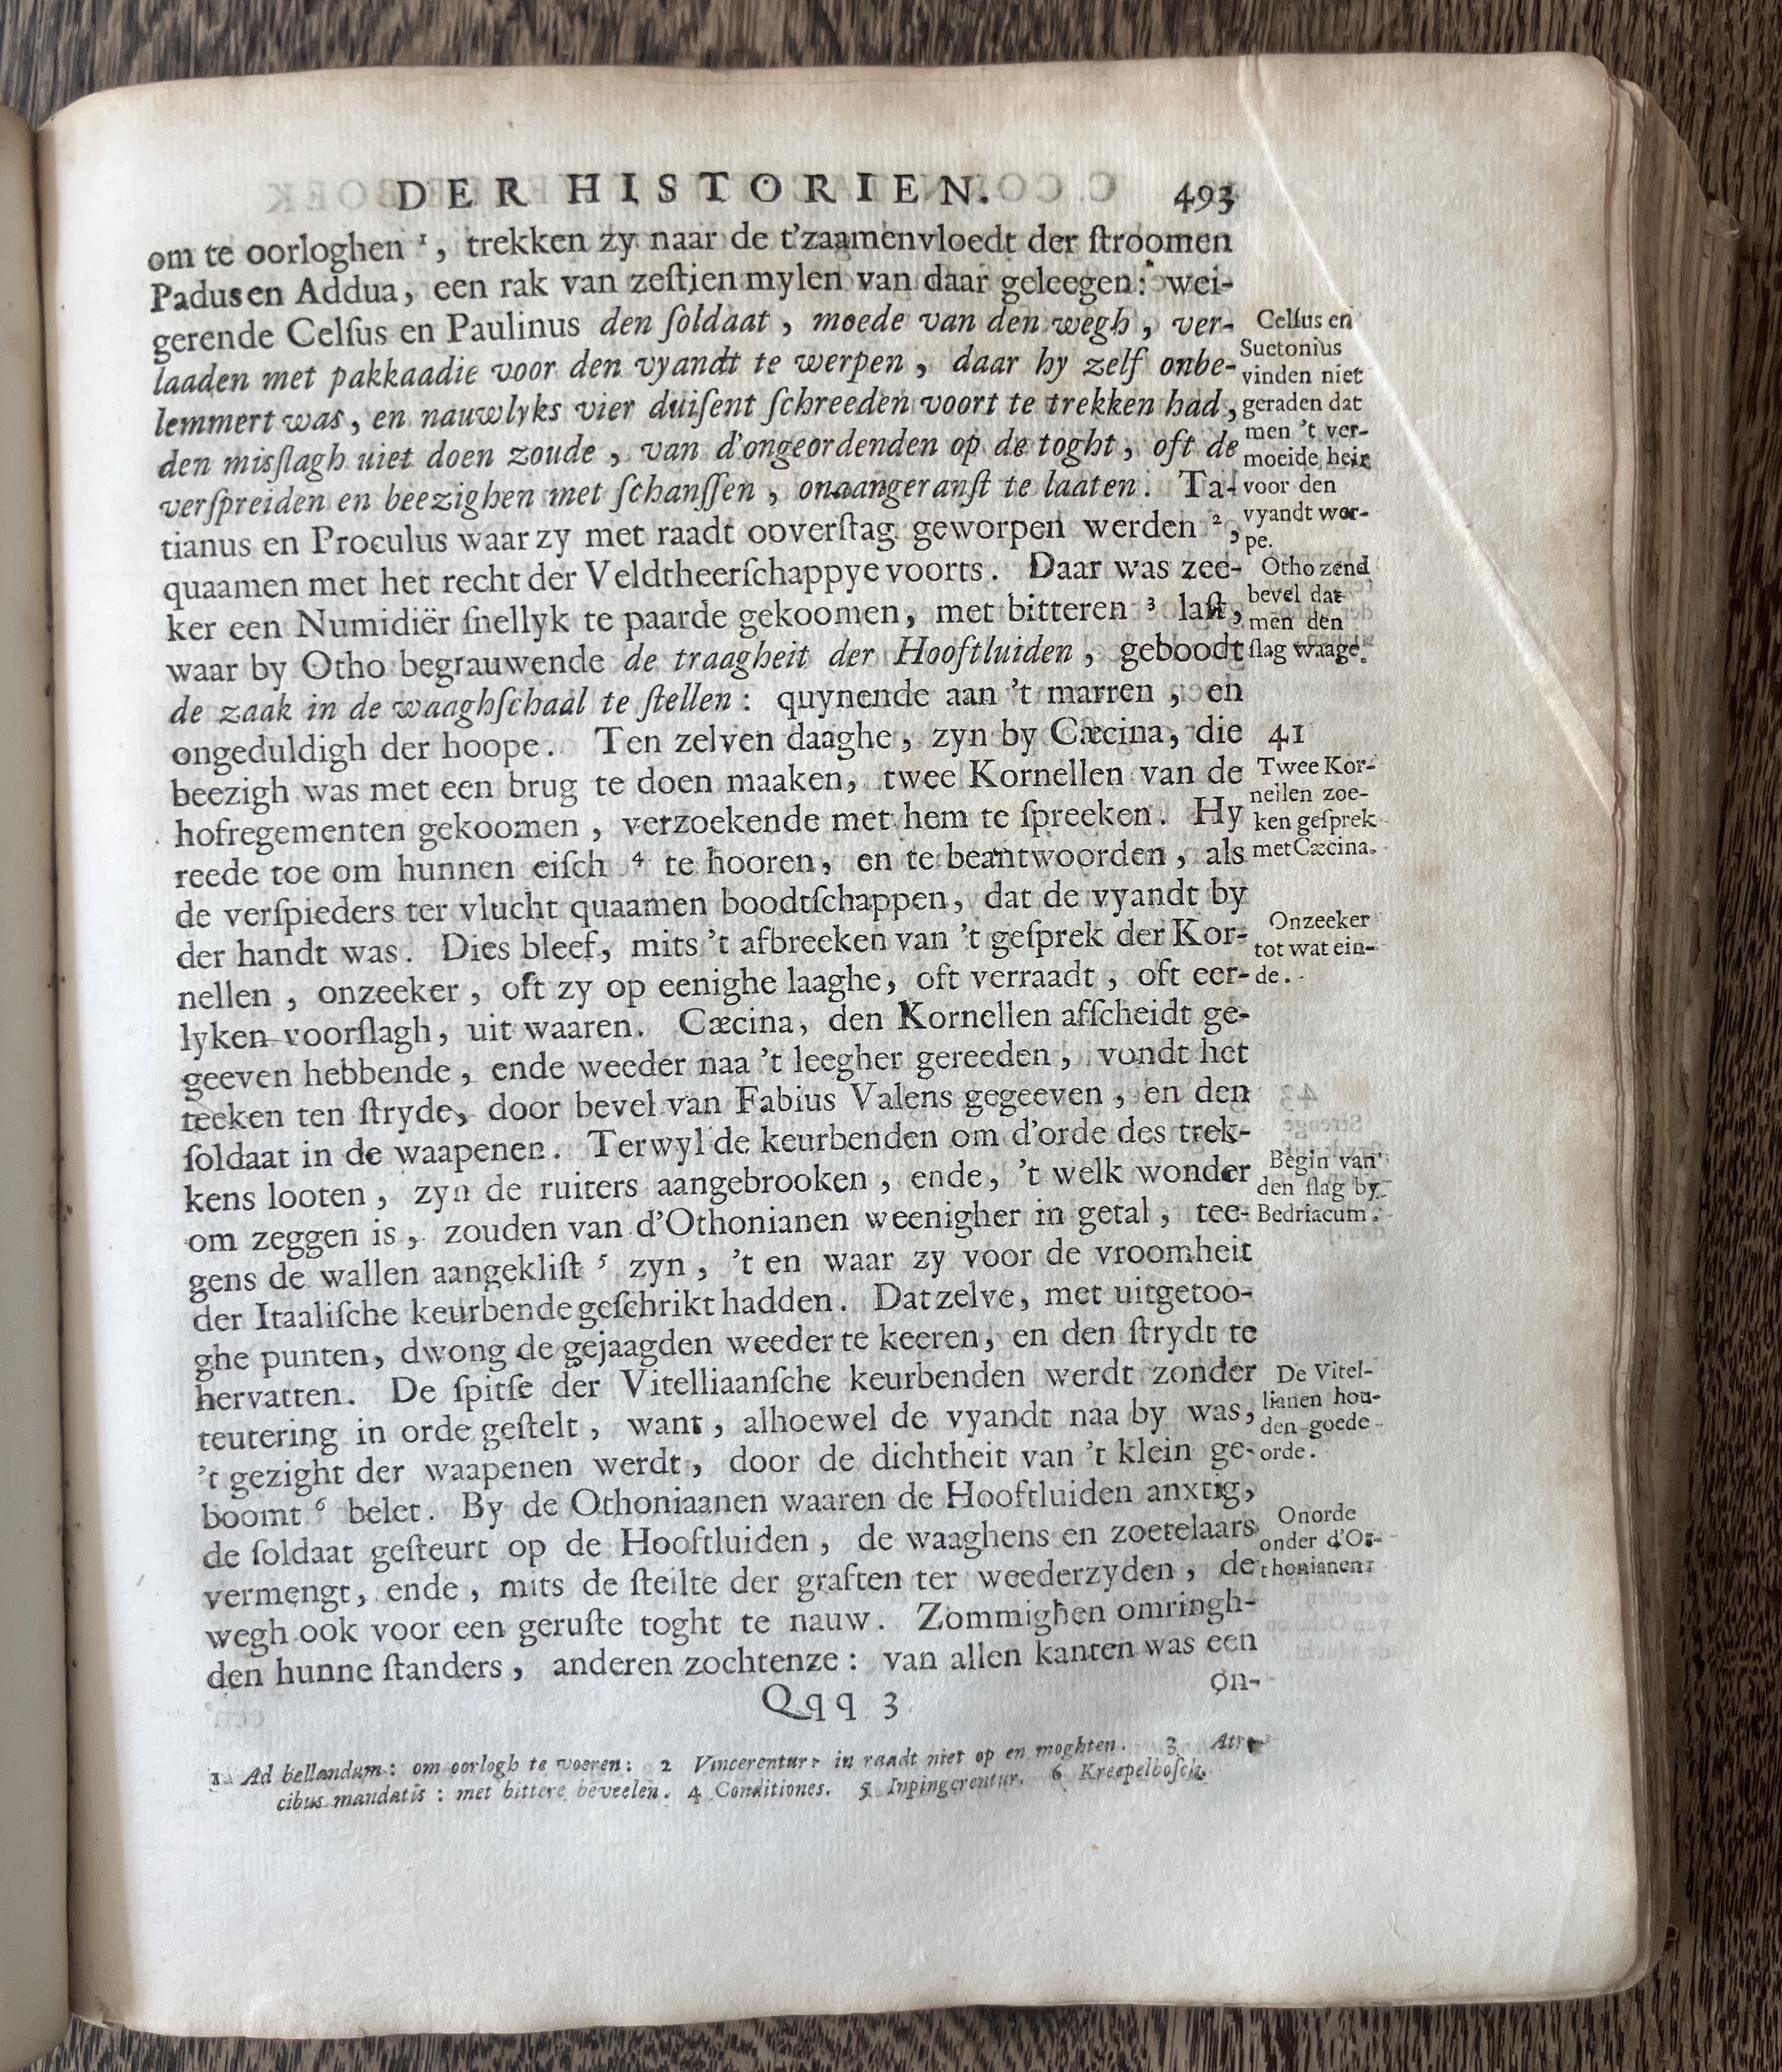 DER HISTORIEN. 493
om te oorloghen ¹, trekken zy naar de t'zaamenvloedt der ſtroomen
Padus en Addua, een rak van zeſtien mylen van daar geleegen: wei-
gerende Celſus en Paulinus den ſoldaat, moede van den wegh, ver-
laaden met pakkaadie voor den vyandt te werpen, daar hy zelf onbe-
lemmert was, en nauwlyks vier duiſent ſchreeden voort te trekken had,
den misſlagh niet doen zoude, van d'ongeordenden op de toght, oft de
verſpreiden en beezighen met ſchanſſen, onaangeranſt te laaten. Ta-
tianus en Proculus waar zy met raadt ooverſtag geworpen werden ²,
quaamen met het recht der Veldtheerſchappye voorts. Daar was zee-
ker een Numidiër ſnellyk te paarde gekoomen, met bitteren ³ laſt,
waar by Otho begrauwende de traagheit der Hooftluiden, geboodt
de zaak in de waaghſchaal te ſtellen: quynende aan 't marren, en
ongeduldigh der hoope. Ten zelven daaghe, zyn by Cæcina, die
beezigh was met een brug te doen maaken, twee Kornellen van de
hofregementen gekoomen, verzoekende met hem te ſpreeken. Hy
reede toe om hunnen eiſch ⁴ te hooren, en te beantwoorden, als
de verſpieders ter vlucht quaamen boodtſchappen, dat de vyandt by
der handt was. Dies bleef, mits 't afbreeken van 't geſprek der Kor-
nellen, onzeeker, oft zy op eenighe laaghe, oft verraadt, oft eer-
lyken voorſlagh, uit waaren. Cæcina, den Kornellen afſcheidt ge-
geeven hebbende, ende weeder naa 't leegher gereeden, vondt het
teeken ten ſtryde, door bevel van Fabius Valens gegeeven, en den
ſoldaat in de waapenen. Terwyl de keurbenden om d'orde des trek-
kens looten, zyn de ruiters aangebrooken, ende, 't welk wonder
om zeggen is, zouden van d'Othonianen weenigher in getal, tee-
gens de wallen aangekliſt ⁵ zyn, 't en waar zy voor de vroomheit
der Itaaliſche keurbende geſchrikt hadden. Dat zelve, met uitgetoo-
ghe punten, dwong de gejaagden weeder te keeren, en den ſtrydt te
hervatten. De ſpitſe der Vitelliaanſche keurbenden werdt zonder
teutering in orde geſtelt, want, alhoewel de vyandt naa by was,
't gezight der waapenen werdt, door de dichtheit van 't klein ge-
boomt ⁶ belet. By de Othoniaanen waaren de Hooftluiden anxtig,
de ſoldaat geſteurt op de Hooftluiden, de waaghens en zoetelaars
vermengt, ende, mits de ſteilte der graften ter weederzyden, de
wegh ook voor een geruſte toght te nauw. Zommighen omringh-
den hunne ſtanders, anderen zochtenze: van allen kanten was een
on-
Qqq 3
Celſus en
Suetonius
vinden niet
geraden dat
men 't ver-
moeide heir
voor den
vyandt wor-
pe.
Otho zend
bevel dat
men den
ſlag waage.
41
Twee Kor-
nellen zoe-
ken geſprek
met Cæcina.
Onzeeker
tot wat ein-
de.
Begin van
den ſlag by
Bedriacum.
De Vitel-
lianen hou-
den goede
orde.
Onorde
onder d'O-
thonianen.
1 Ad bellandum: om oorlogh te voeren: 2 Vincerentur: in raadt niet op en moghten. 3 Atro-
cibus mandatis: met bittere beveelen. 4 Conditiones. 5 Inpingerentur. 6 Kreepelboſch.